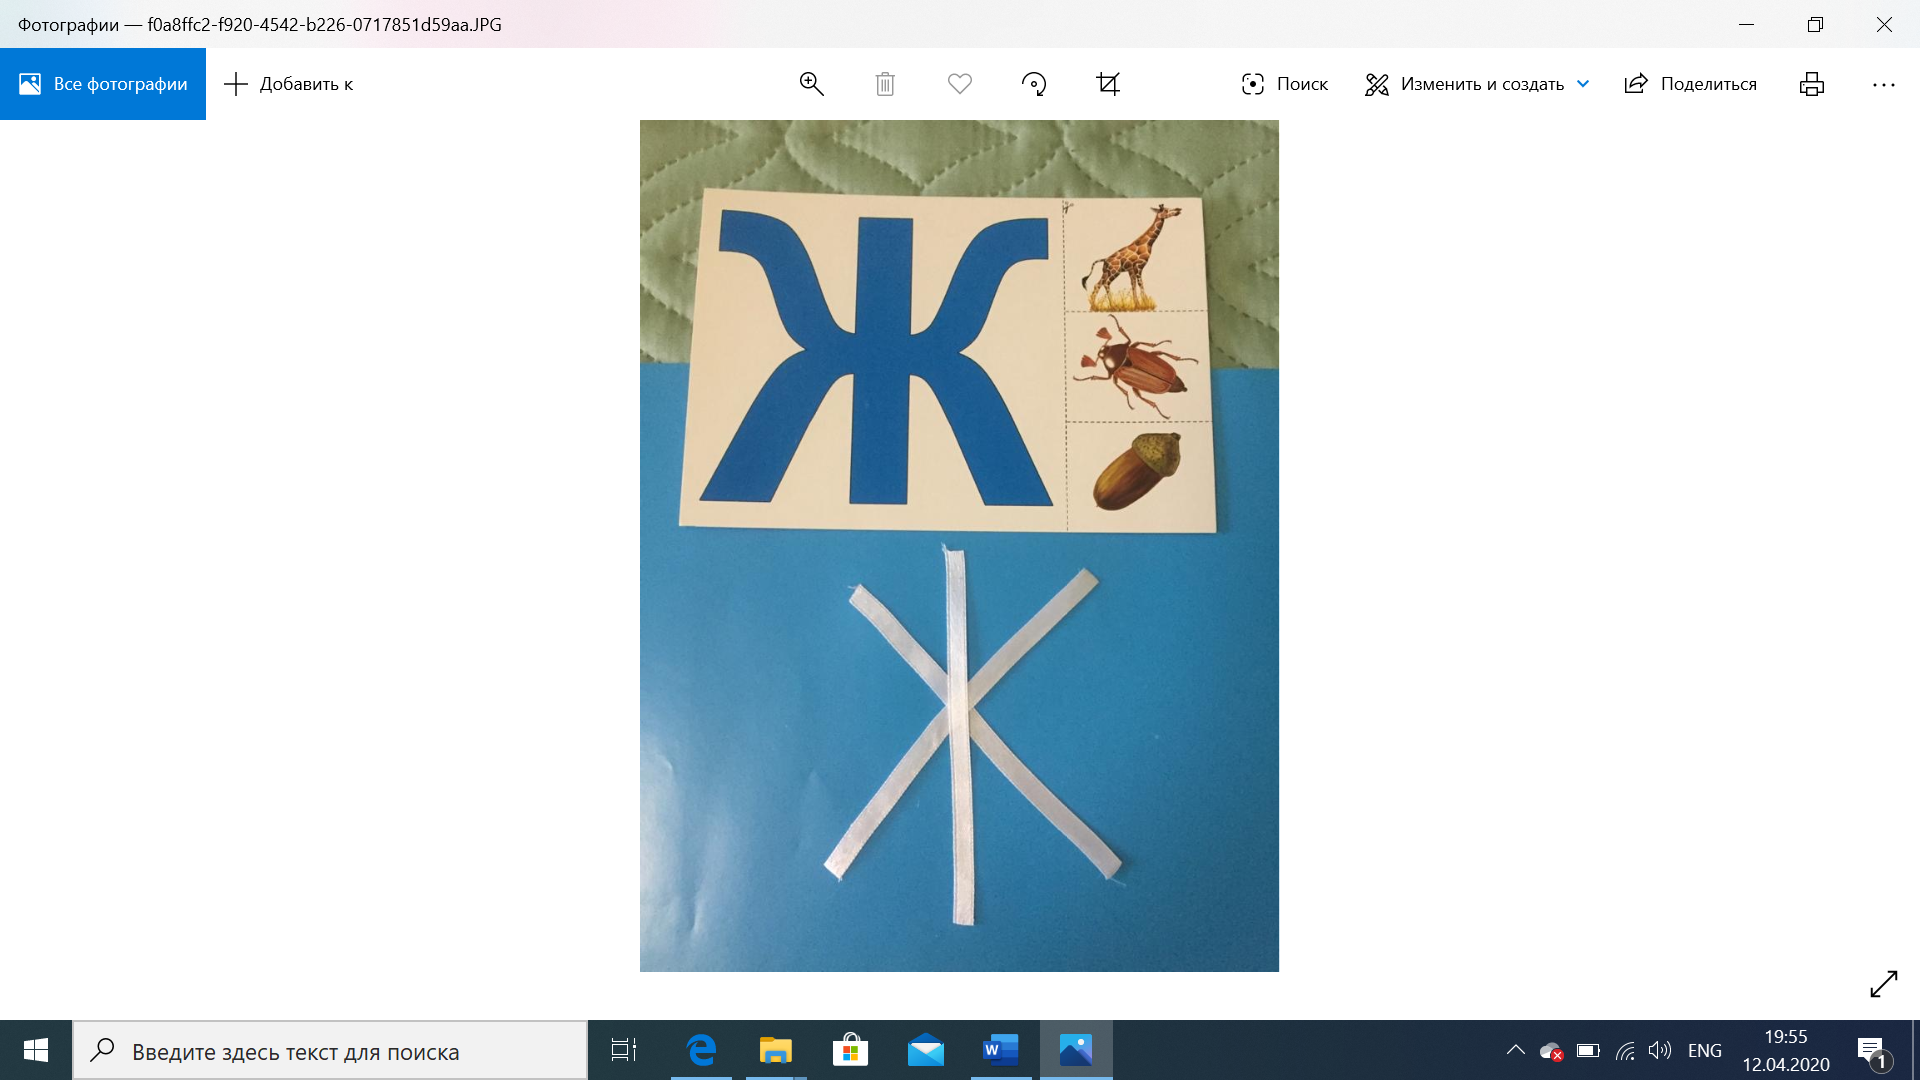 Фотографии — f0a8ffc2-f920-4542-b226-0717851d59aa.JPG
Все фотографии
Добавить к
Поиск
Изменить и создать
Поделиться
Ж
Введите здесь текст для поиска
ENG
19:55
12.04.2020
1